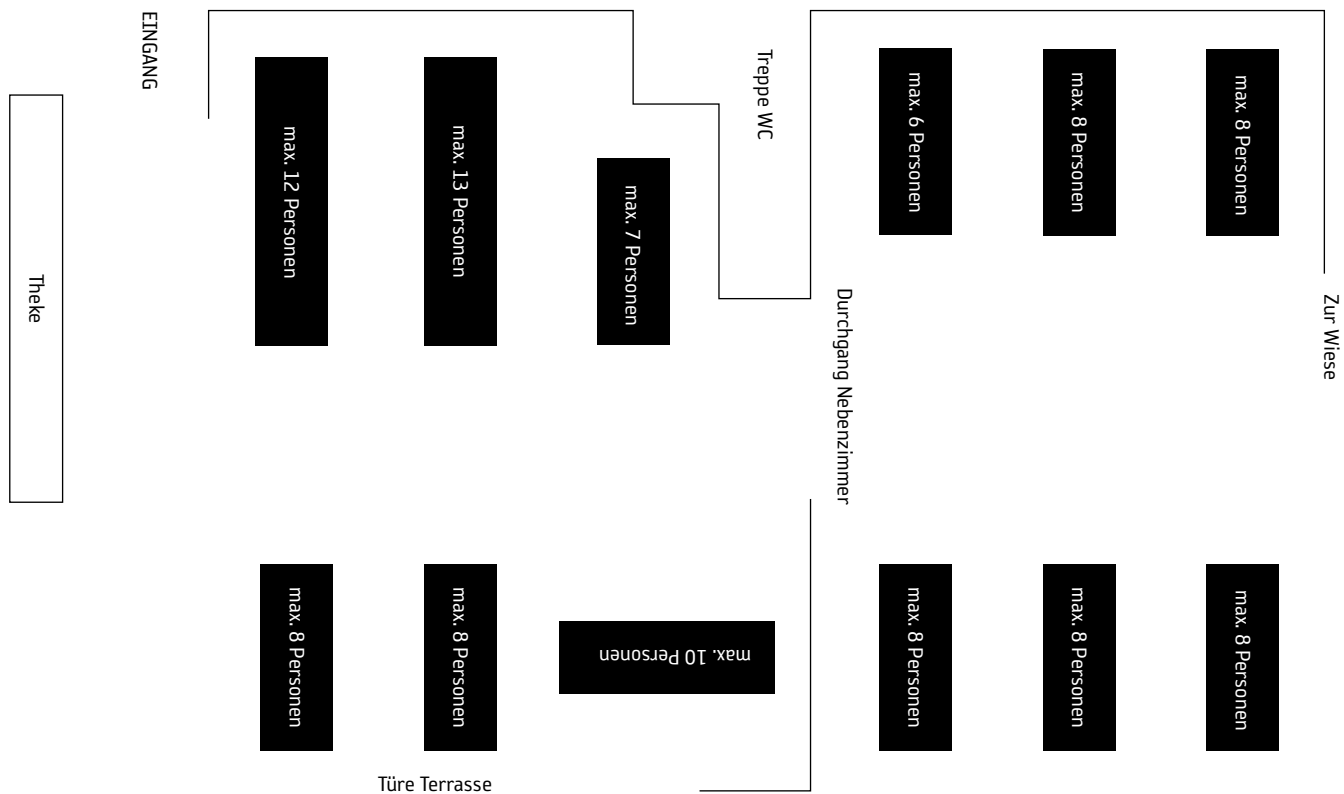 EINGANG
Theke
max. 12 Personen
max. 13 Personen
max. 7 Personen
Treppe WC
max. 6 Personen
max. 8 Personen
max. 8 Personen
Durchgang Nebenzimmer
Zur Wiese
max. 8 Personen
max. 8 Personen
max. 10 Personen
max. 8 Personen
max. 8 Personen
max. 8 Personen
Türe Terrasse